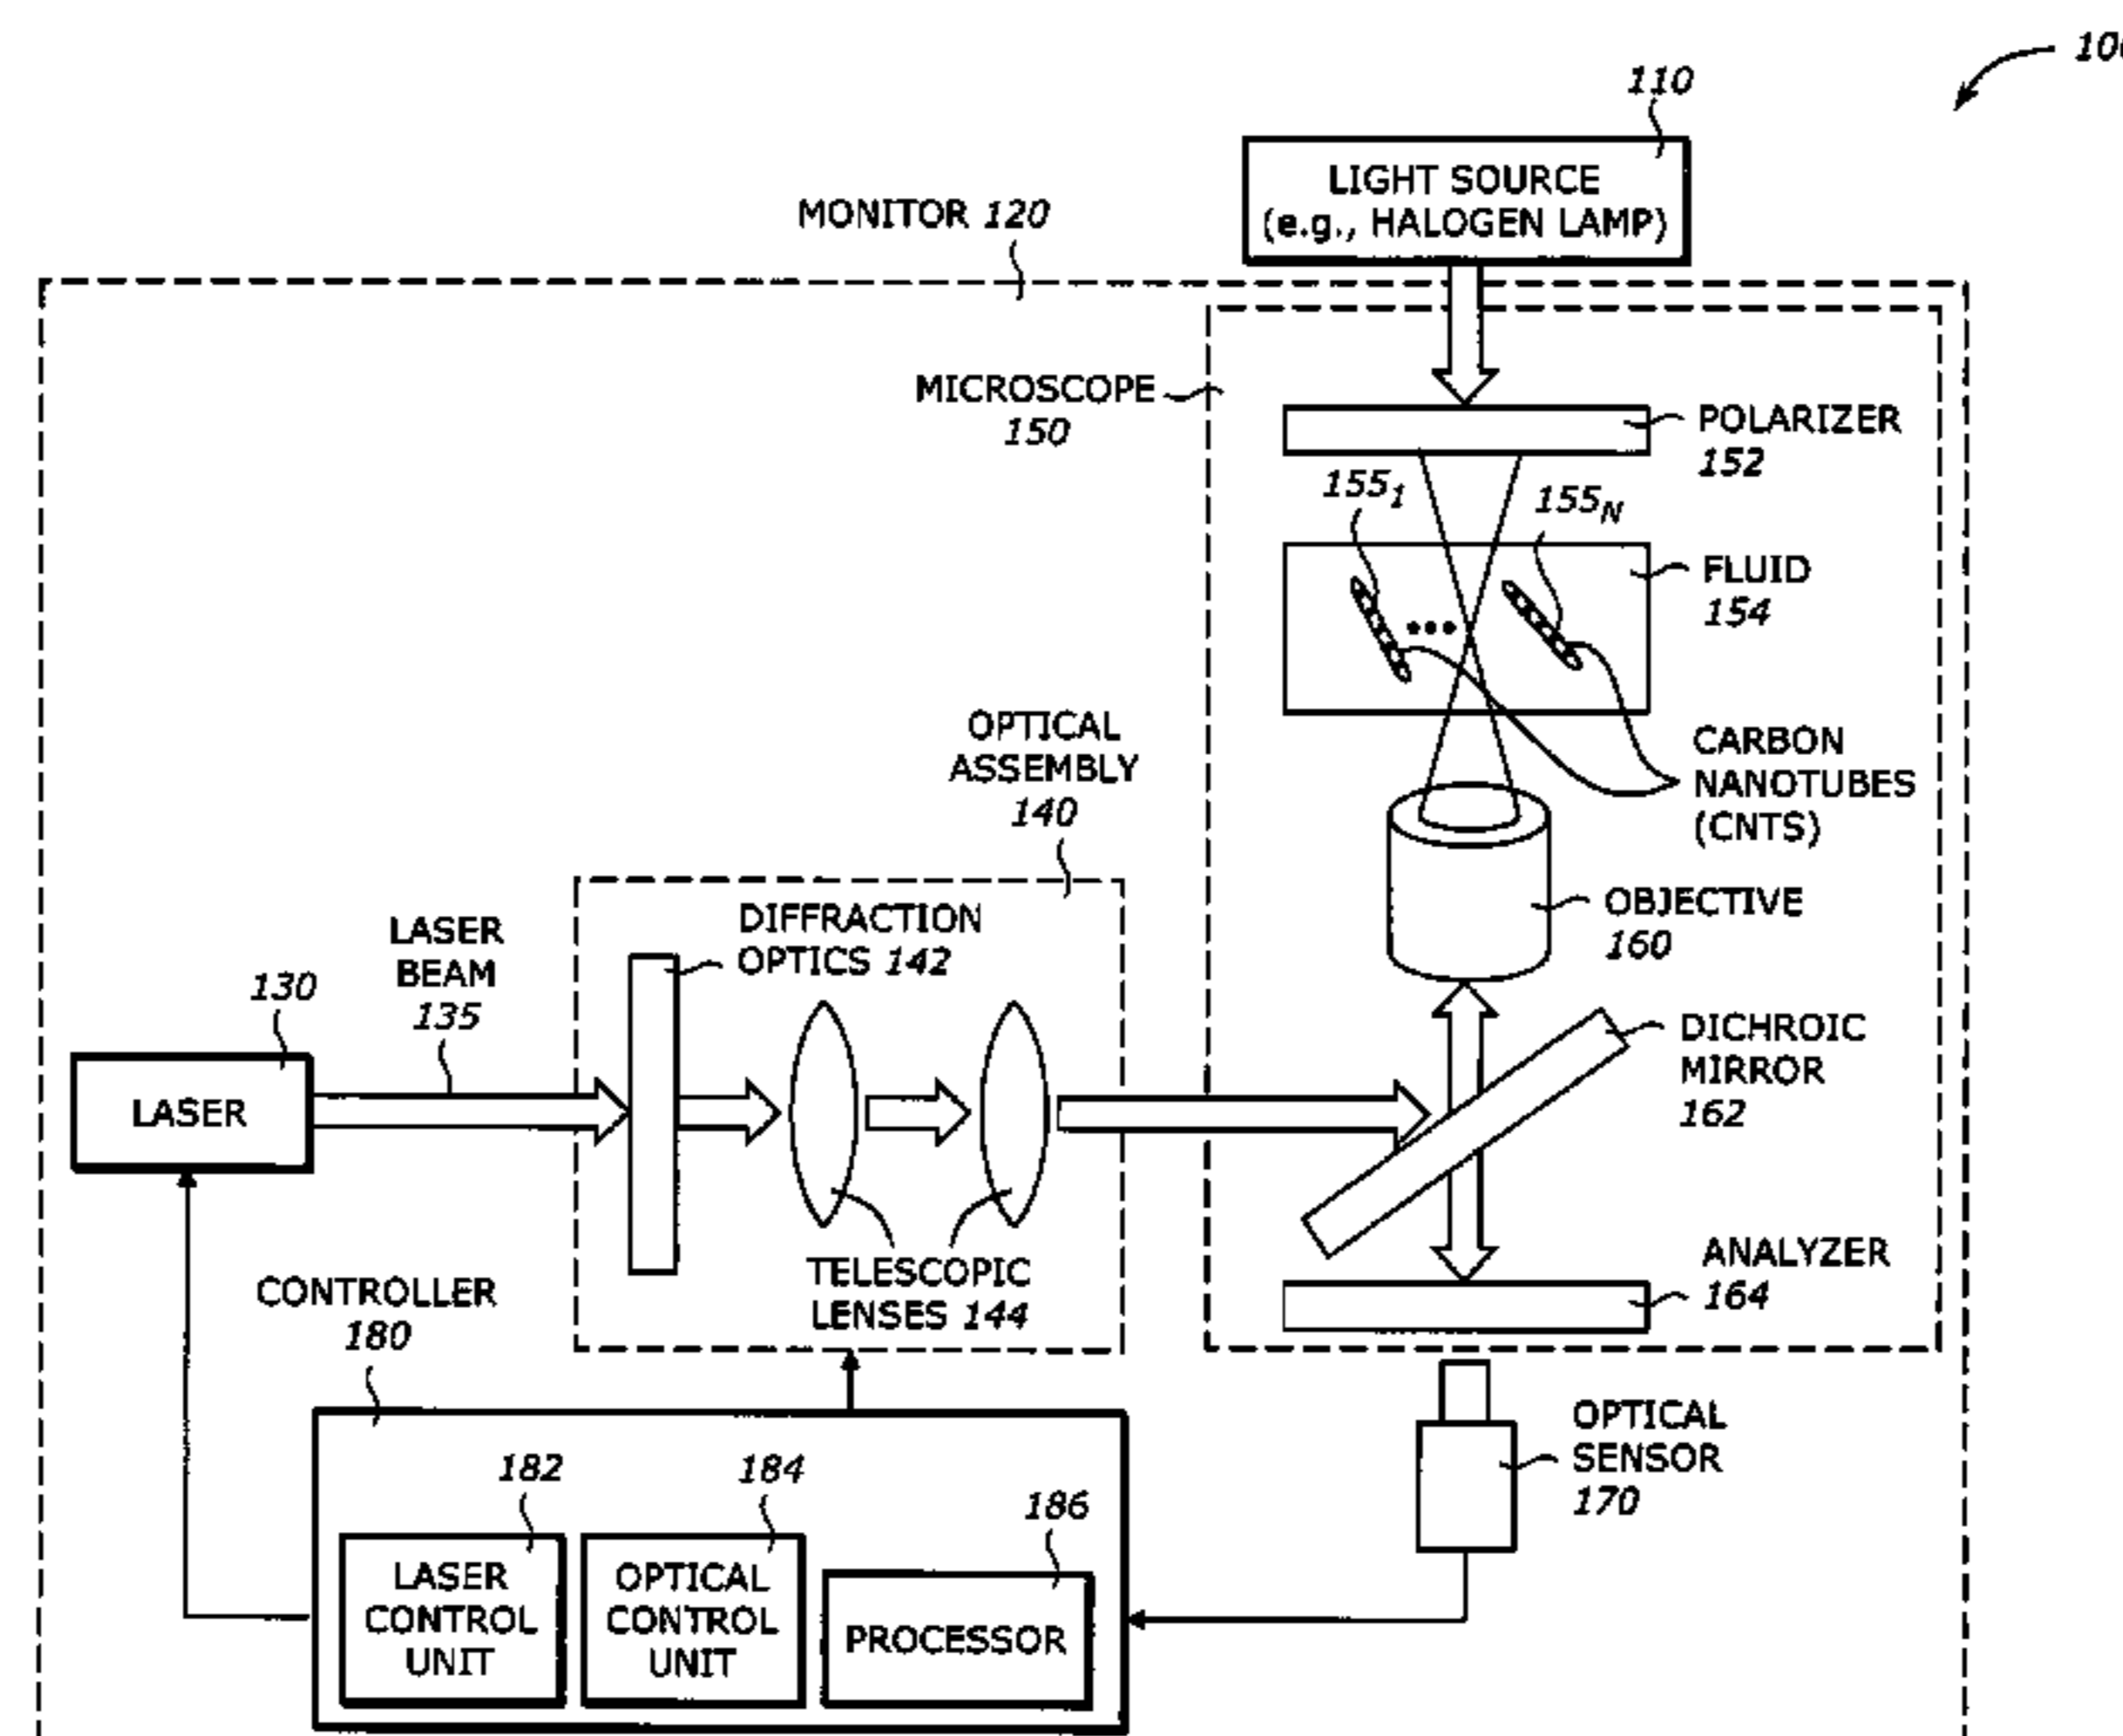 100
110
LIGHT SOURCE
(e.g., HALOGEN LAMP)
MONITOR 120
MICROSCOPE
150
POLARIZER
152
155₁
155N
FLUID
154
CARBON
NANOTUBES
(CNTS)
OPTICAL
ASSEMBLY
140
OBJECTIVE
160
DIFFRACTION
OPTICS 142
LASER
BEAM
135
130
LASER
DICHROIC
MIRROR
162
TELESCOPIC
LENSES 144
ANALYZER
164
CONTROLLER
180
OPTICAL
SENSOR
170
182
LASER
CONTROL
UNIT
184
OPTICAL
CONTROL
UNIT
186
PROCESSOR